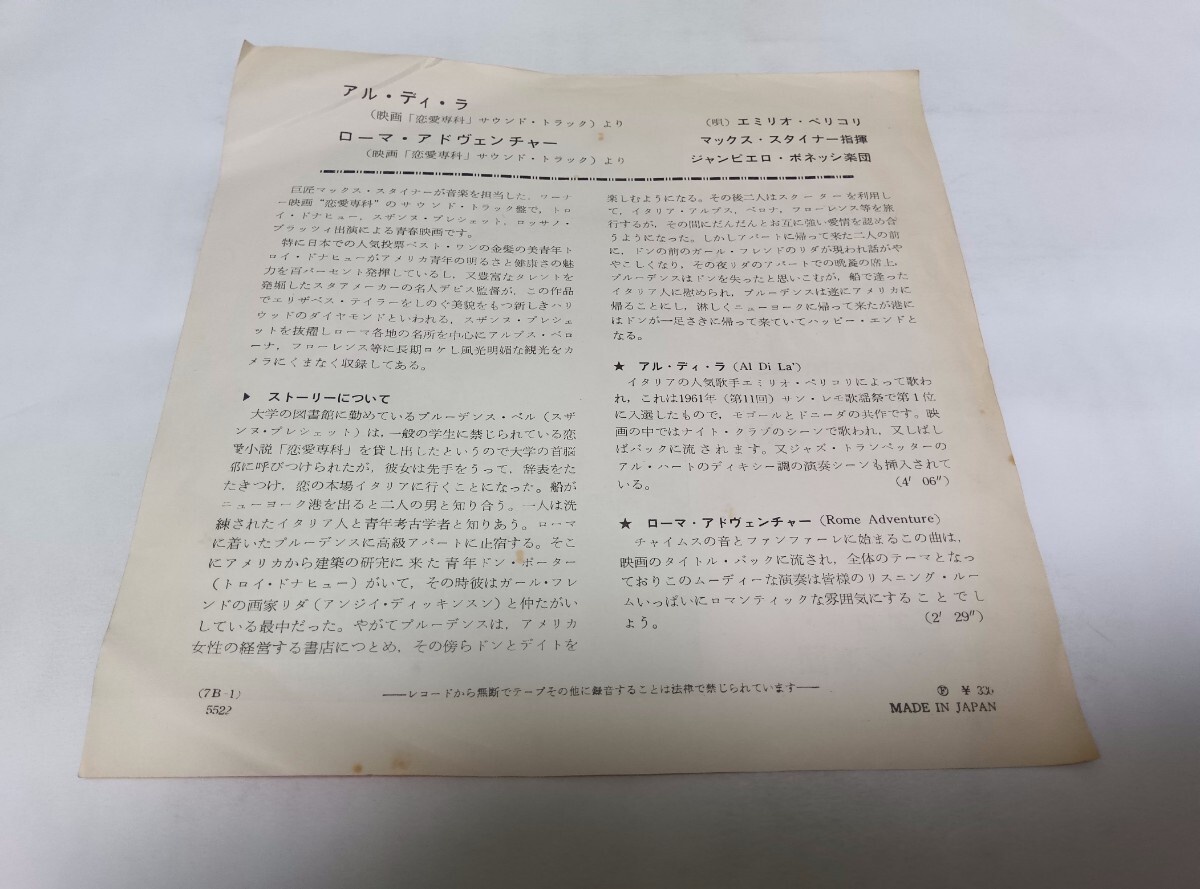 アル・ディ・ラ
(映画「恋愛専科」サウンド・トラック)より
ローマ・アドヴェンチャー
(映画「恋愛専科」サウンド・トラック)より
(唄)エミリオ・ペリコリ
マックス・スタイナー指揮
ジャンピエロ・ボネッシ楽団
巨匠マックス・スタイナーが音楽を担当した,ワーナ
ー映画“恋愛専科”のサウンド・トラック盤で,トロ
イ・ドナヒュー,スザンヌ・プレシェット,ロッサノ・
ブラッツィ出演による青春映画です。
特に日本での人気投票ベスト・ワンの金髪の美青年ト
ロイ・ドナヒューがアメリカ青年の明るさと健康さの魅
力を百パーセント発揮しているし,又豊富なタレントを
発掘したスタアメーカーの名人デビス監督が,この作品
でエリザベス・テイラーをしのぐ美貌をもつ新しきハリ
ウッドのダイヤモンドといわれる,スザンヌ・プレシェ
ットを抜擢しローマ各地の名所を中心にアルプス・ベロ
ーナ,フローレンス等に長期ロケし風光明媚な観光をカ
メラにくまなく収録してある。
▶ ストーリーについて
大学の図書館に勤めているプルーデンス・ベル(スザ
ンヌ・プレシェット)は,一般の学生に禁じられている恋
愛小説「恋愛専科」を貸し出したというので大学の首脳
部に呼びつけられたが,彼女は先手をうって,辞表をた
たきつけ,恋の本場イタリアに行くことになった。船が
ニューヨーク港を出ると二人の男と知り合う。一人は洗
練されたイタリア人と青年考古学者と知りあう。ローマ
に着いたプルーデンスに高級アパートに止宿する。そこ
にアメリカから建築の研究に来た青年ドン・ポーター
(トロイ・ドナヒュー)がいて,その時彼はガール・フレ
ンドの画家リダ(アンジイ・ディッキンスン)と仲たがい
している最中だった。やがてプルーデンスは,アメリカ
女性の経営する書店につとめ,その傍らドンとデイトを
楽しむようになる。その後二人はスクーターを利用し
て,イタリア・アルプス,ベロナ,フローレンス等を旅
行するが,その間にだんだんとお互に強い愛情を認め合
うようになった。しかしアパートに帰って来た二人の前
に,ドンの前のガール・フレンドのリダが現われ話がや
やこしくなり,その夜リダのアパートでの晩餐の席上,
プルーデンスはドンを失ったと思いこむが,船で逢った
イタリア人に慰められ,プルーデンスは遂にアメリカに
帰ることにし,淋しくニューヨークに帰って来たが港に
はドンが一足さきに帰って来ていてハッピー・エンドと
なる。
★ アル・ディ・ラ(Al Di La')
イタリアの人気歌手エミリオ・ペリコリによって歌わ
れ,これは1961年(第11回)サン・レモ歌謡祭で第1位
に入選したもので,モゴールとドニーダの共作です。映
画の中ではナイト・クラブのシーンで歌われ,又しばし
ばバックに流されます。又ジャズ・トランペッターの
アル・ハートのディキシー調の演奏シーンも挿入されて
いる。 (4′06″)
★ ローマ・アドヴェンチャー(Rome Adventure)
チャイムスの音とファンファーレに始まるこの曲は,
映画のタイトル・バックに流され,全体のテーマとなっ
ておりこのムーディーな演奏は皆様のリスニング・ルー
ムいっぱいにロマンティックな雰囲気にすることでし
ょう。 (2′29″)
(7B-1)
5522
——レコードから無断でテープその他に録音することは法律で禁じられています——
Ⓟ ¥ 330
MADE IN JAPAN